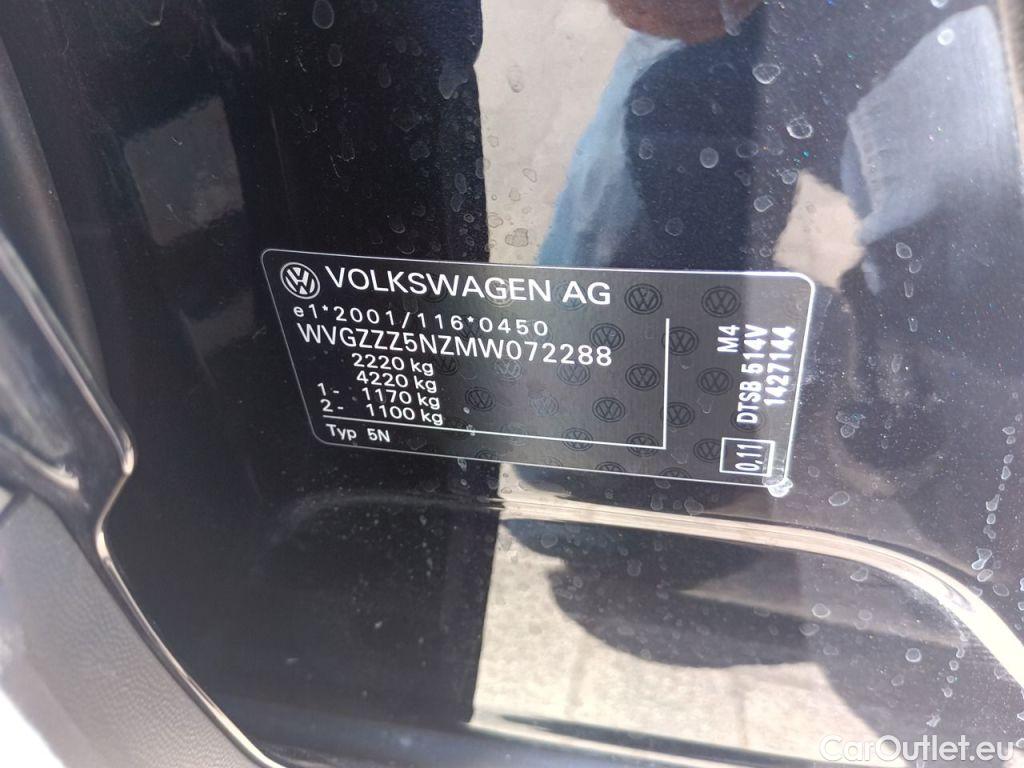 VOLKSWAGEN AG
e1*2001/116*0450
WVGZZZ5NZMW072288
2220 kg
4220 kg
1- 1170 kg
2- 1100 kg
Typ 5N
M4
DTSB 514V
1427144
0,11
CarOutlet.eu